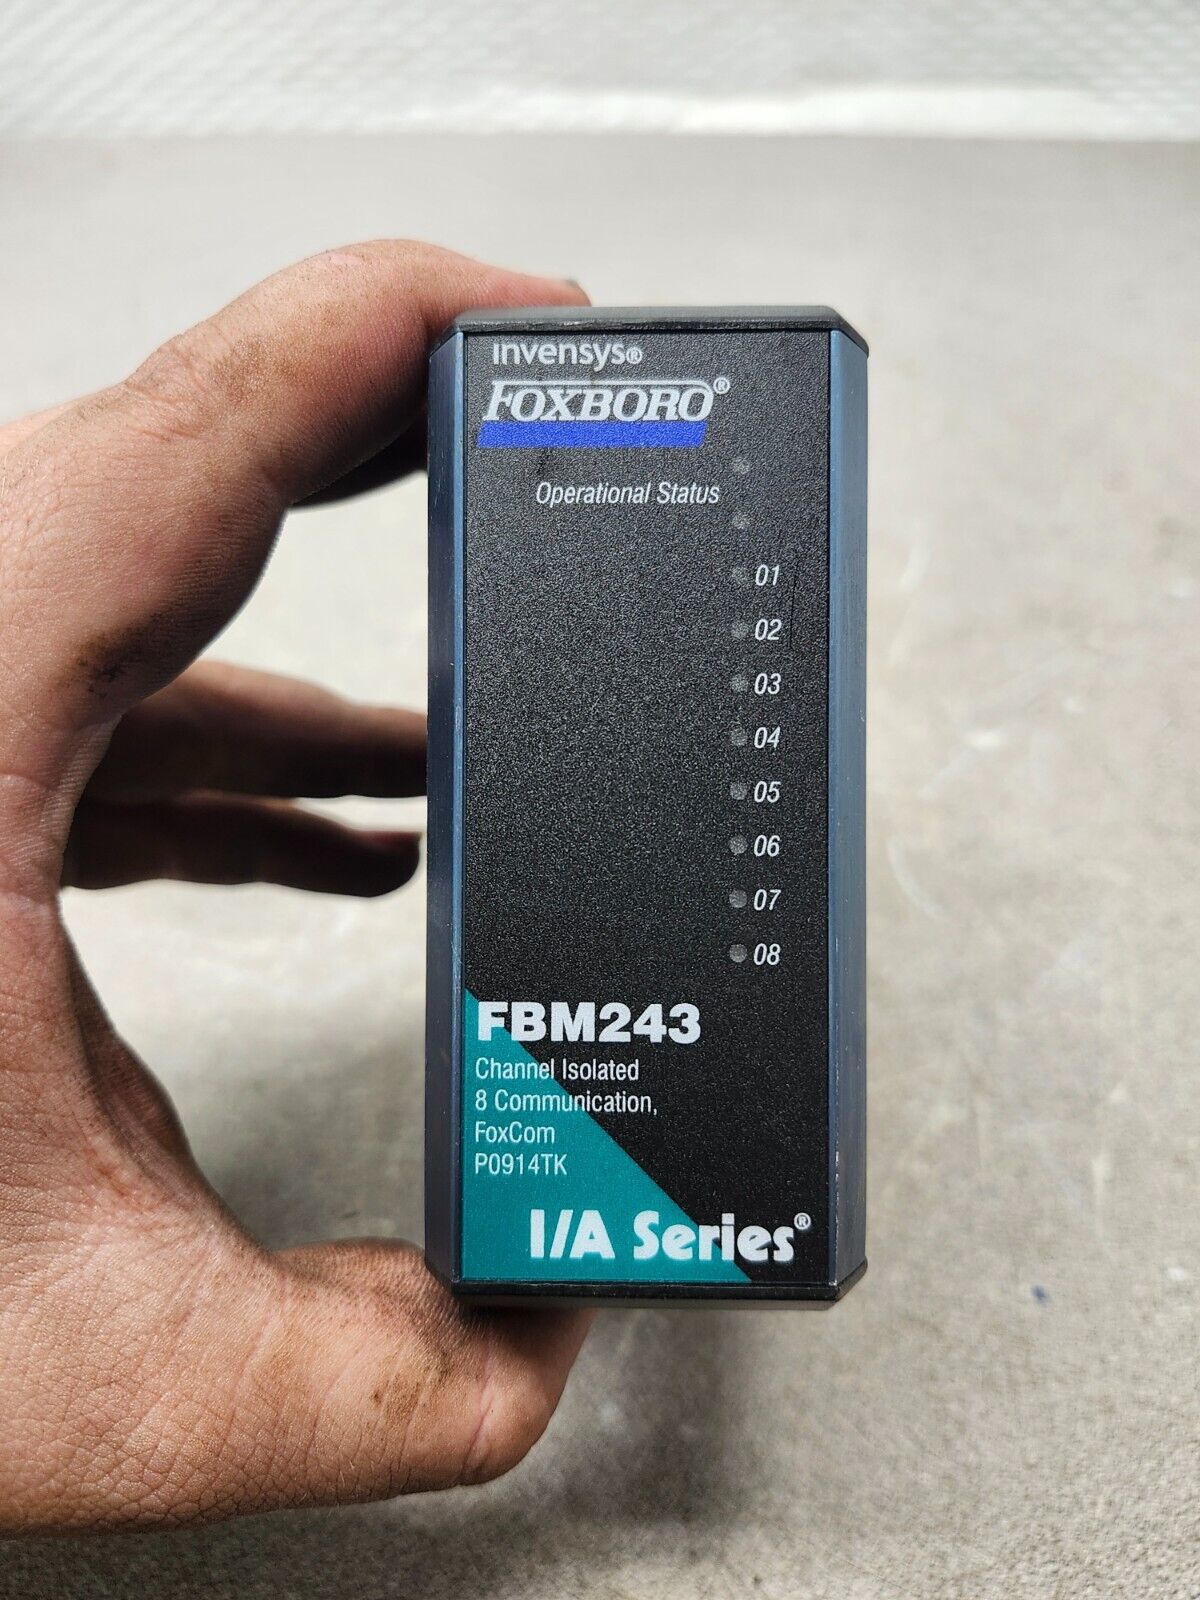 invensys®
FOXBORO®
Operational Status
01
02
03
04
05
06
07
08
FBM243
Channel Isolated
8 Communication,
FoxCom
P0914TK
I/A Series®